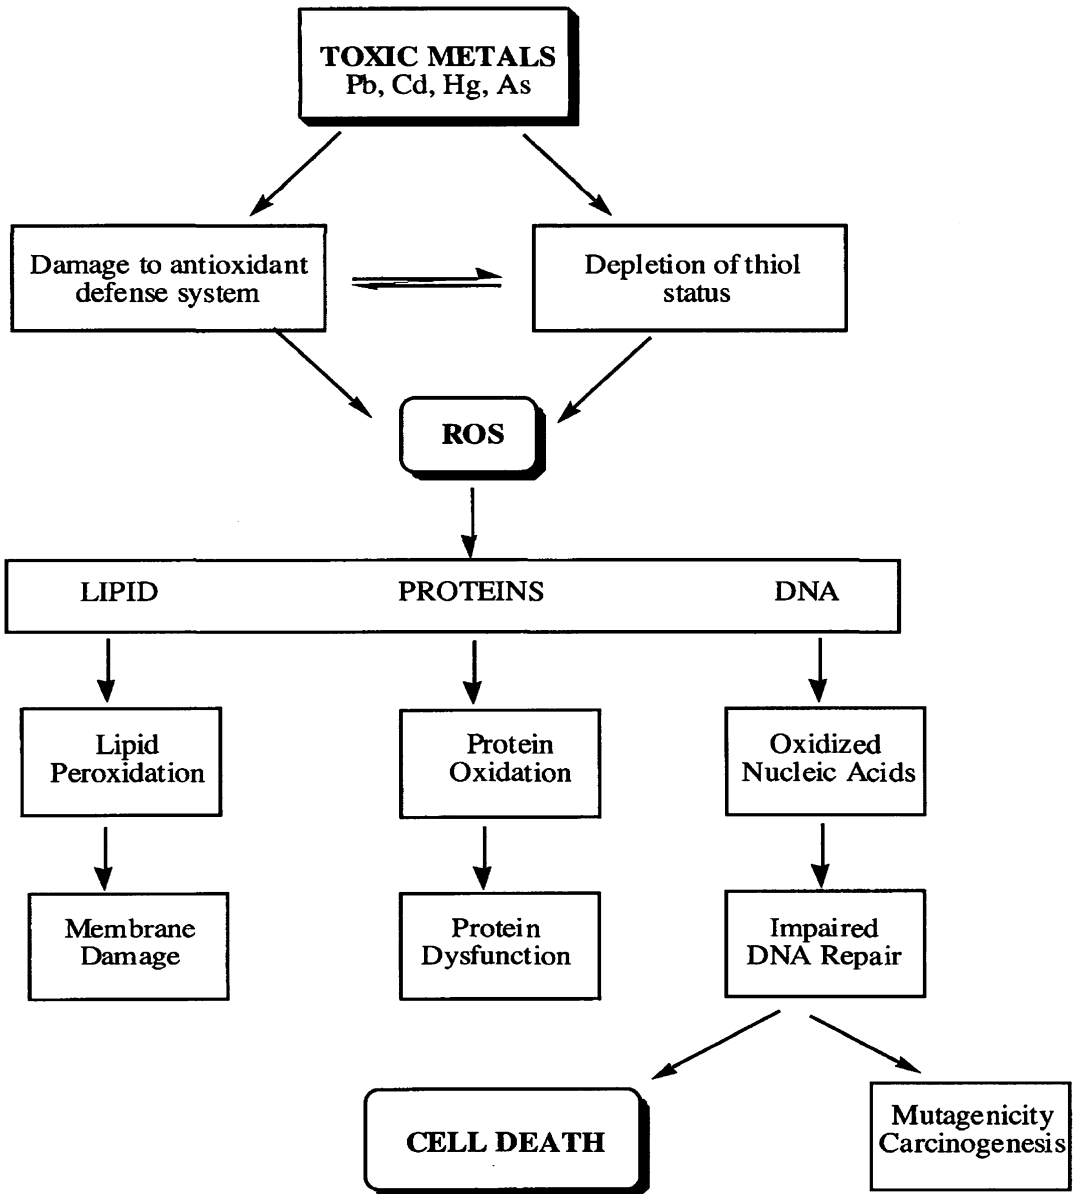 TOXIC METALS
Pb, Cd, Hg, As
Damage to antioxidant
defense system
Depletion of thiol
status
ROS
LIPID PROTEINS DNA
Lipid
Peroxidation
Protein
Oxidation
Oxidized
Nucleic Acids
Membrane
Damage
Protein
Dysfunction
Impaired
DNA Repair
CELL DEATH
Mutagenicity
Carcinogenesis